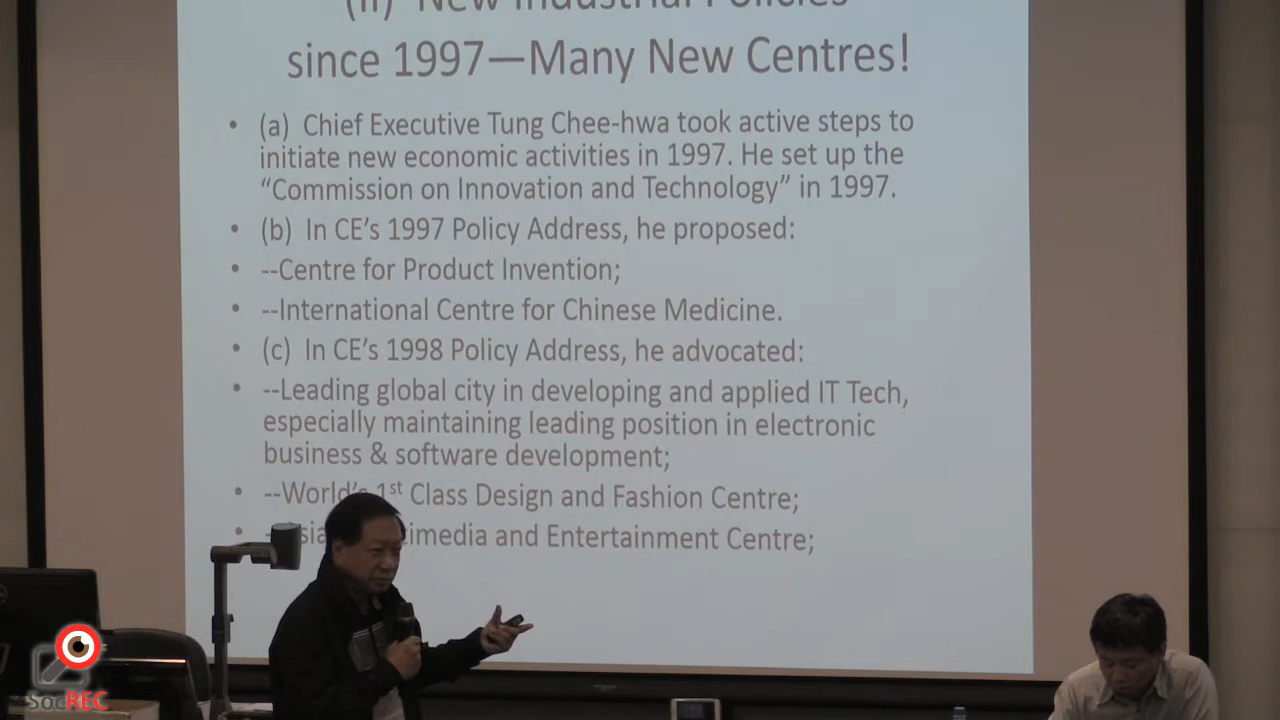 (II) New Industrial Policies
since 1997—Many New Centres!
• (a) Chief Executive Tung Chee-hwa took active steps to
initiate new economic activities in 1997. He set up the
“Commission on Innovation and Technology” in 1997.
• (b) In CE’s 1997 Policy Address, he proposed:
• --Centre for Product Invention;
• --International Centre for Chinese Medicine.
• (c) In CE’s 1998 Policy Address, he advocated:
• --Leading global city in developing and applied IT Tech,
especially maintaining leading position in electronic
business & software development;
• --World’s 1st Class Design and Fashion Centre;
• and Entertainment Centre;
SocREC